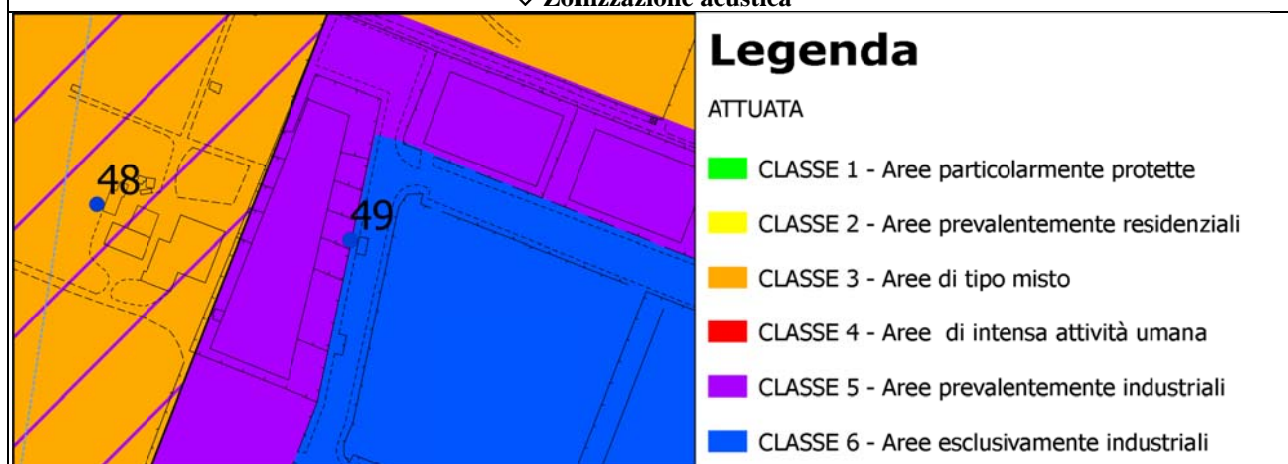 Zonizzazione acustica
48
49
Legenda
ATTUATA
CLASSE 1 - Aree particolarmente protette
CLASSE 2 - Aree prevalentemente residenziali
CLASSE 3 - Aree di tipo misto
CLASSE 4 - Aree di intensa attività umana
CLASSE 5 - Aree prevalentemente industriali
CLASSE 6 - Aree esclusivamente industriali